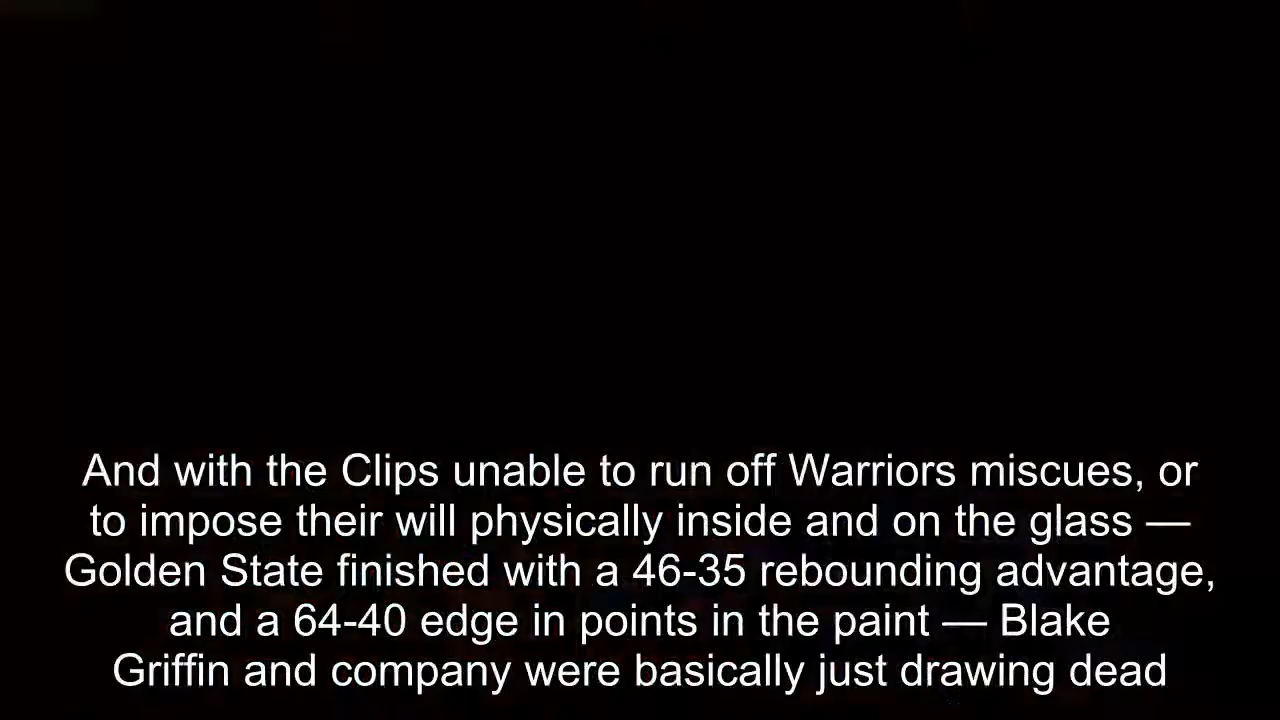 And with the Clips unable to run off Warriors miscues, or
to impose their will physically inside and on the glass —
Golden State finished with a 46-35 rebounding advantage,
and a 64-40 edge in points in the paint — Blake
Griffin and company were basically just drawing dead